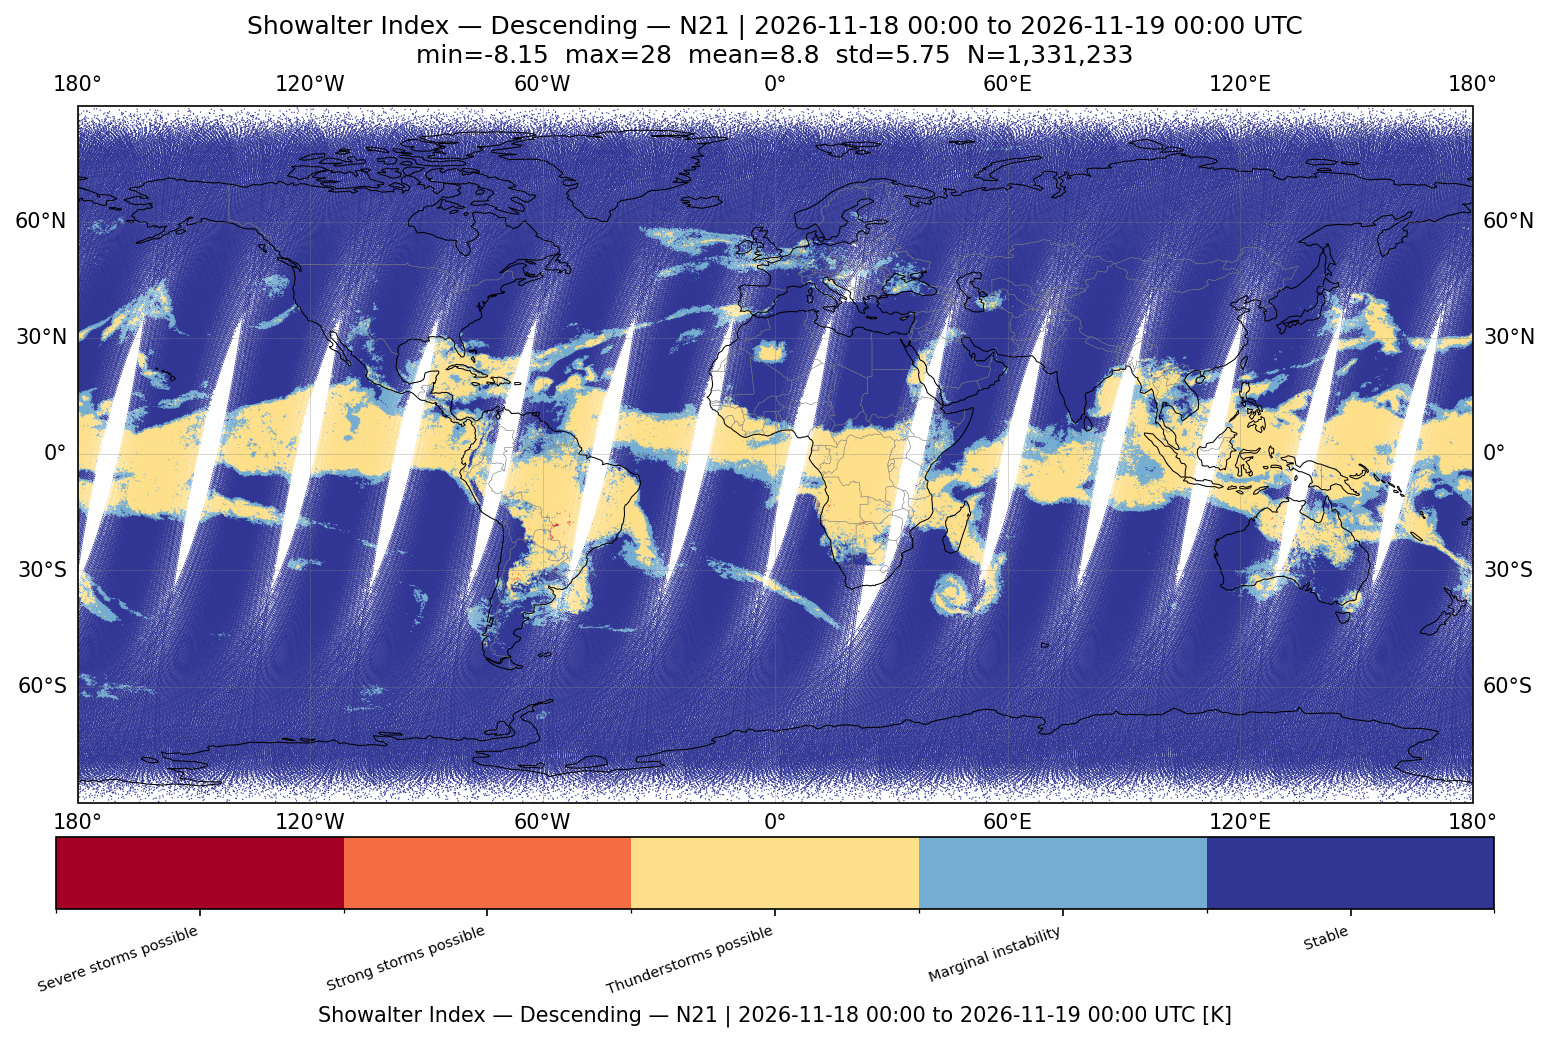 Showalter Index — Descending — N21 | 2026-11-18 00:00 to 2026-11-19 00:00 UTC
min=-8.15 max=28 mean=8.8 std=5.75 N=1,331,233
180° 120°W 60°W 0° 60°E 120°E 180°
60°N 60°N
30°N 30°N
0° 0°
30°S 30°S
60°S 60°S
180° 120°W 60°W 0° 60°E 120°E 180°
Severe storms possible
Strong storms possible
Thunderstorms possible
Marginal instability
Stable
Showalter Index — Descending — N21 | 2026-11-18 00:00 to 2026-11-19 00:00 UTC [K]